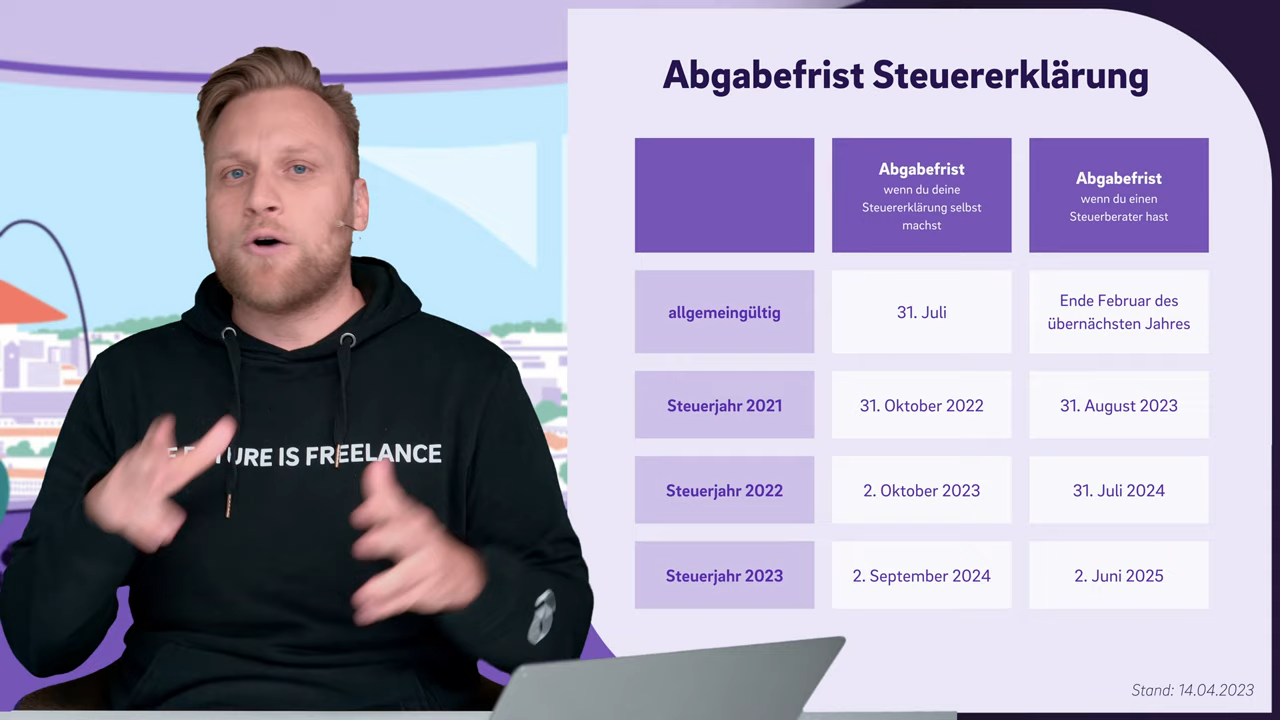 Abgabefrist Steuererklärung
Abgabefrist
wenn du deine
Steuererklärung selbst
machst
Abgabefrist
wenn du einen
Steuerberater hast
allgemeingültig
31. Juli
Ende Februar des
übernächsten Jahres
Steuerjahr 2021
31. Oktober 2022
31. August 2023
Steuerjahr 2022
2. Oktober 2023
31. Juli 2024
Steuerjahr 2023
2. September 2024
2. Juni 2025
IS FREELANCE
Stand: 14.04.2023